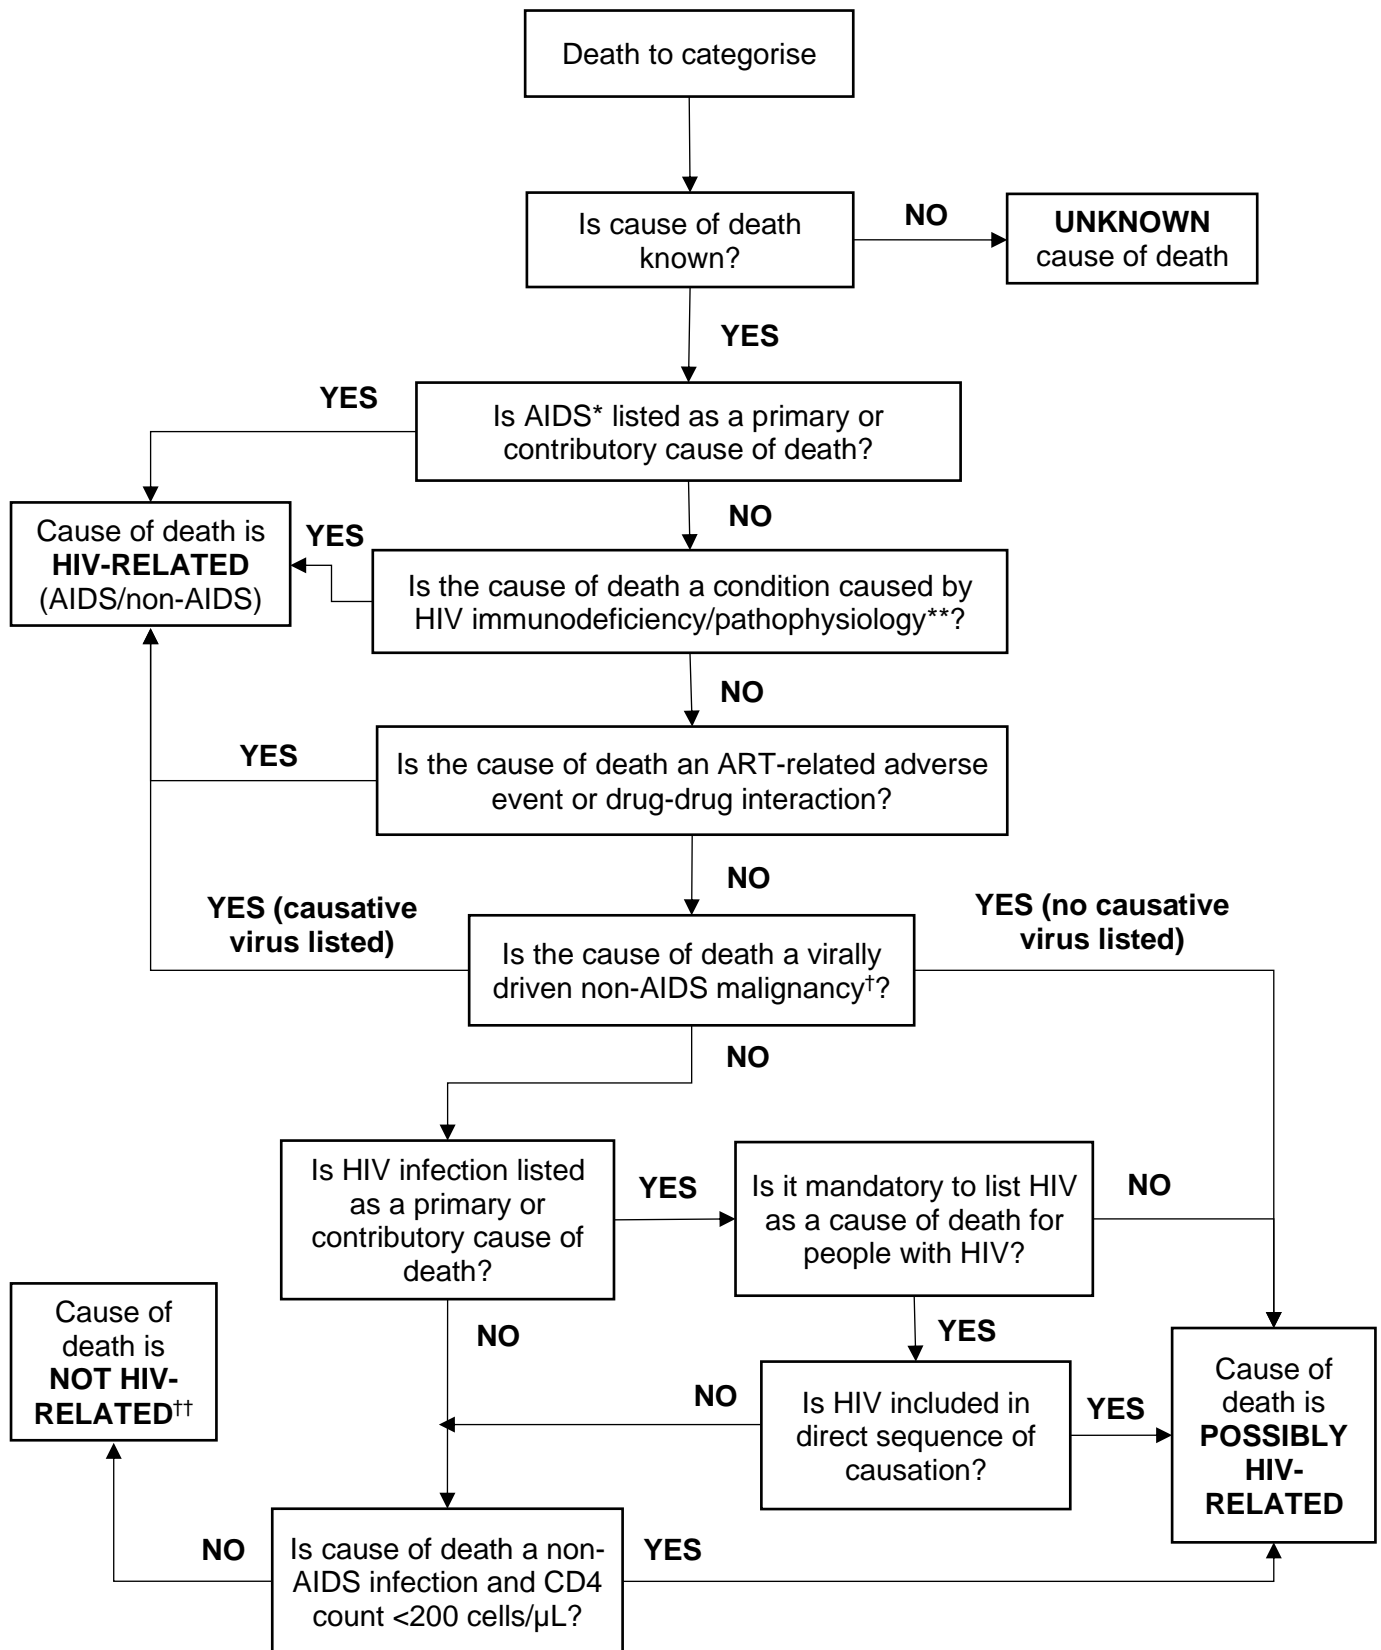 Death to categorise
Is cause of death
known?
NO
UNKNOWN
cause of death
YES
YES
Is AIDS* listed as a primary or
contributory cause of death?
NO
Cause of death is
HIV-RELATED
(AIDS/non-AIDS)
YES
Is the cause of death a condition caused by
HIV immunodeficiency/pathophysiology**?
NO
YES
Is the cause of death an ART-related adverse
event or drug-drug interaction?
NO
YES (causative
virus listed)
YES (no causative
virus listed)
Is the cause of death a virally
driven non-AIDS malignancy†?
NO
Is HIV infection listed
as a primary or
contributory cause of
death?
YES
Is it mandatory to list HIV
as a cause of death for
people with HIV?
NO
NO
YES
Cause of
death is
NOT HIV-
RELATED††
NO
Is HIV included in
direct sequence of
causation?
YES
Cause of
death is
POSSIBLY
HIV-
RELATED
NO
Is cause of death a non-
AIDS infection and CD4
count <200 cells/µL?
YES